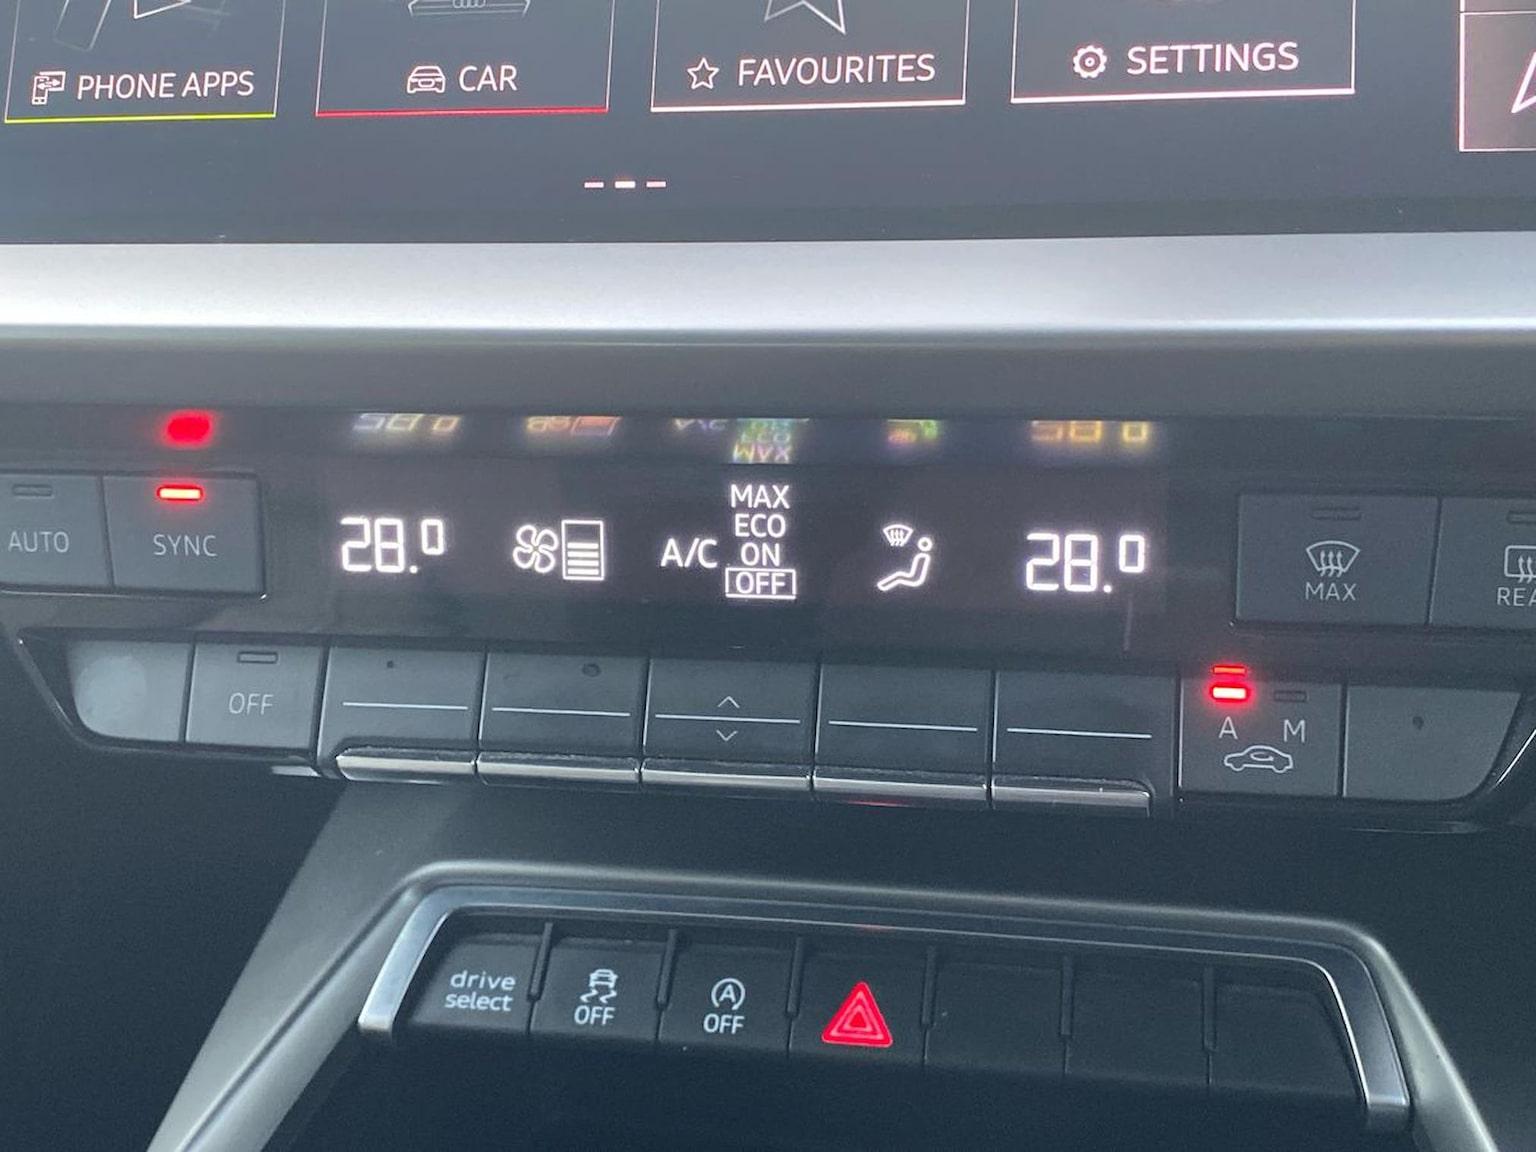 PHONE APPS
CAR
FAVOURITES
SETTINGS
AUTO
SYNC
28.0
A/C
MAX
ECO
ON
OFF
28.0
MAX
REA
OFF
A
M
drive
select
OFF
A
OFF